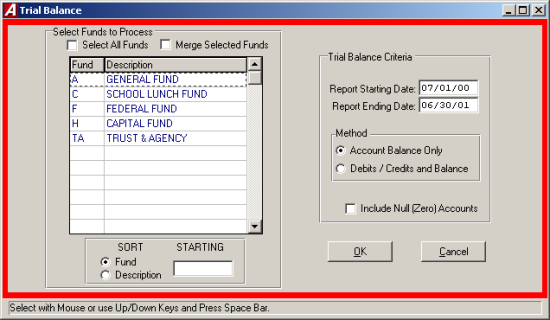 Trial Balance
Select Funds to Process
Select All Funds Merge Selected Funds
Fund Description
A GENERAL FUND
C SCHOOL LUNCH FUND
F FEDERAL FUND
H CAPITAL FUND
TA TRUST & AGENCY
SORT STARTING
Fund
Description
Trial Balance Criteria
Report Starting Date: 07/01/00
Report Ending Date: 06/30/01
Method
Account Balance Only
Debits / Credits and Balance
Include Null (Zero) Accounts
OK Cancel
Select with Mouse or use Up/Down Keys and Press Space Bar.